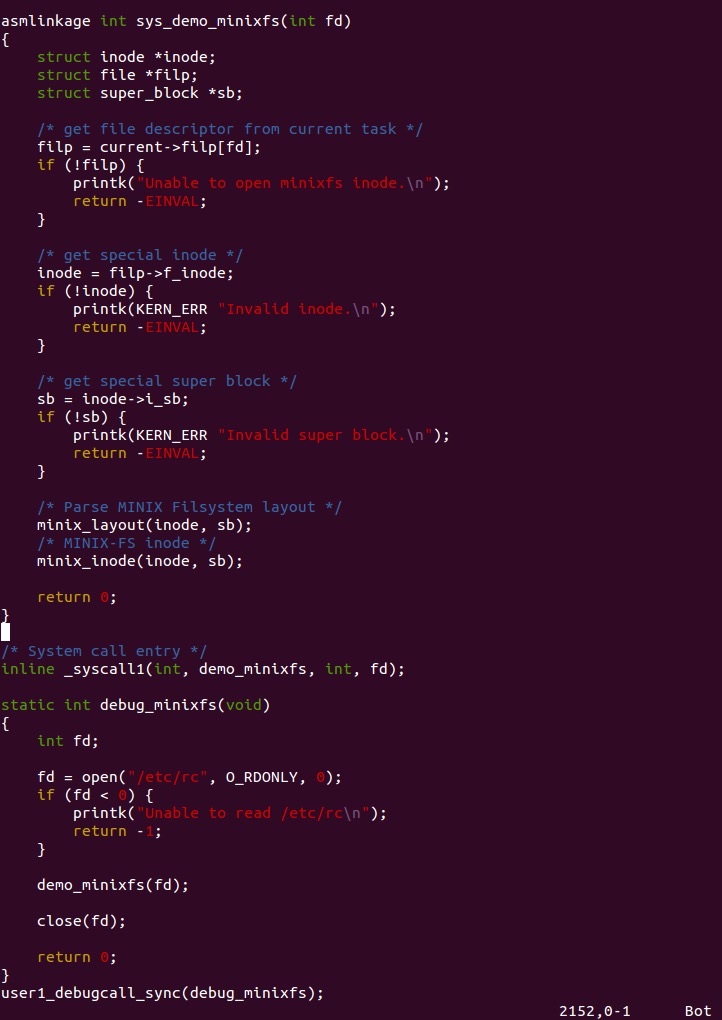 asmlinkage int sys_demo_minixfs(int fd)
{
    struct inode *inode;
    struct file *filp;
    struct super_block *sb;

    /* get file descriptor from current task */
    filp = current->filp[fd];
    if (!filp) {
        printk("Unable to open minixfs inode.\n");
        return -EINVAL;
    }

    /* get special inode */
    inode = filp->f_inode;
    if (!inode) {
        printk(KERN_ERR "Invalid inode.\n");
        return -EINVAL;
    }

    /* get special super block */
    sb = inode->i_sb;
    if (!sb) {
        printk(KERN_ERR "Invalid super block.\n");
        return -EINVAL;
    }

    /* Parse MINIX Filsystem layout */
    minix_layout(inode, sb);
    /* MINIX-FS inode */
    minix_inode(inode, sb);

    return 0;
}

/* System call entry */
inline _syscall1(int, demo_minixfs, int, fd);

static int debug_minixfs(void)
{
    int fd;

    fd = open("/etc/rc", O_RDONLY, 0);
    if (fd < 0) {
        printk("Unable to read /etc/rc\n");
        return -1;
    }

    demo_minixfs(fd);

    close(fd);

    return 0;
}
user1_debugcall_sync(debug_minixfs);
2152,0-1 Bot